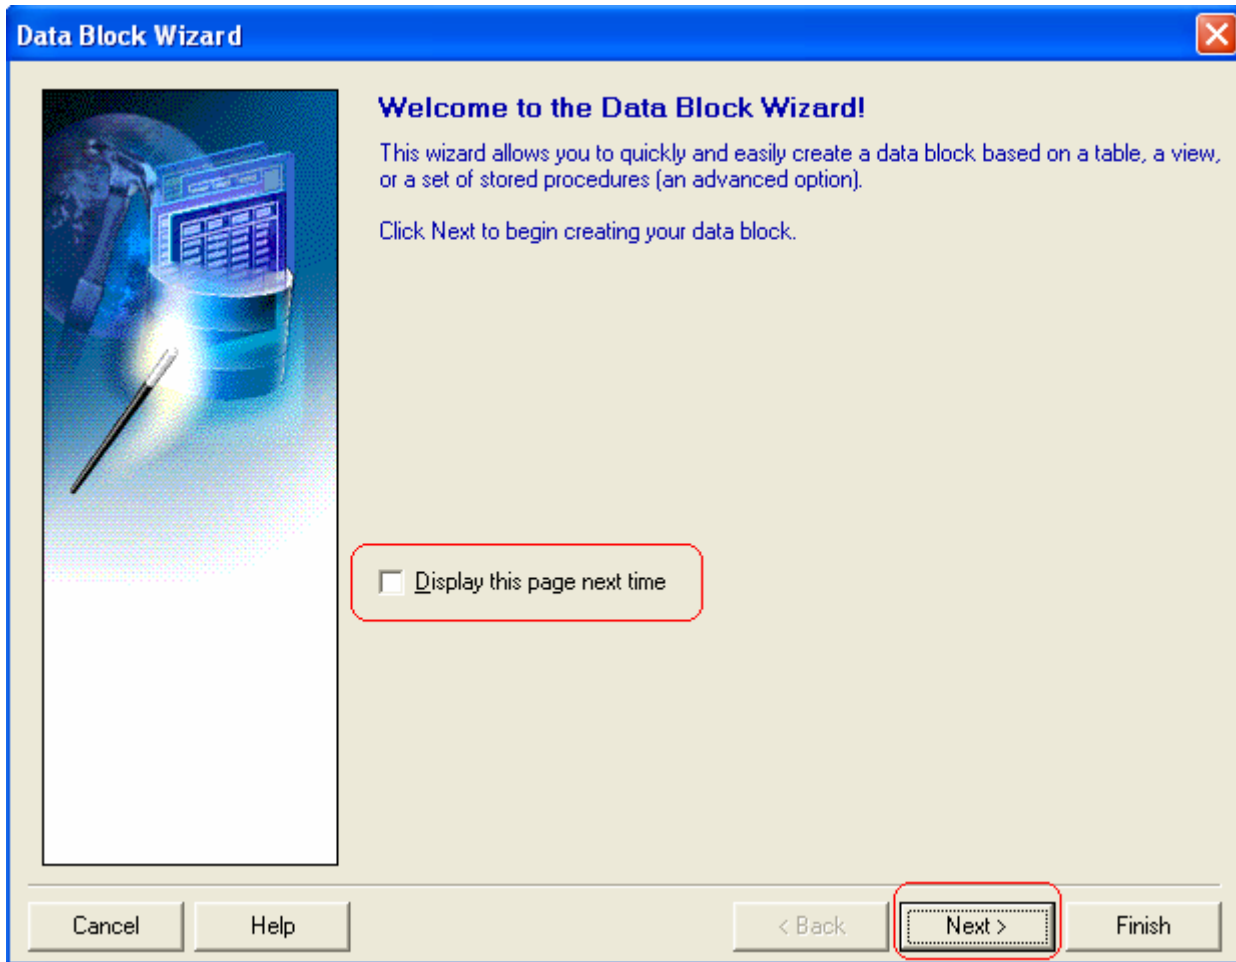 Data Block Wizard
Welcome to the Data Block Wizard!
This wizard allows you to quickly and easily create a data block based on a table, a view,
or a set of stored procedures (an advanced option).
Click Next to begin creating your data block.
Display this page next time
Cancel
Help
< Back
Next >
Finish